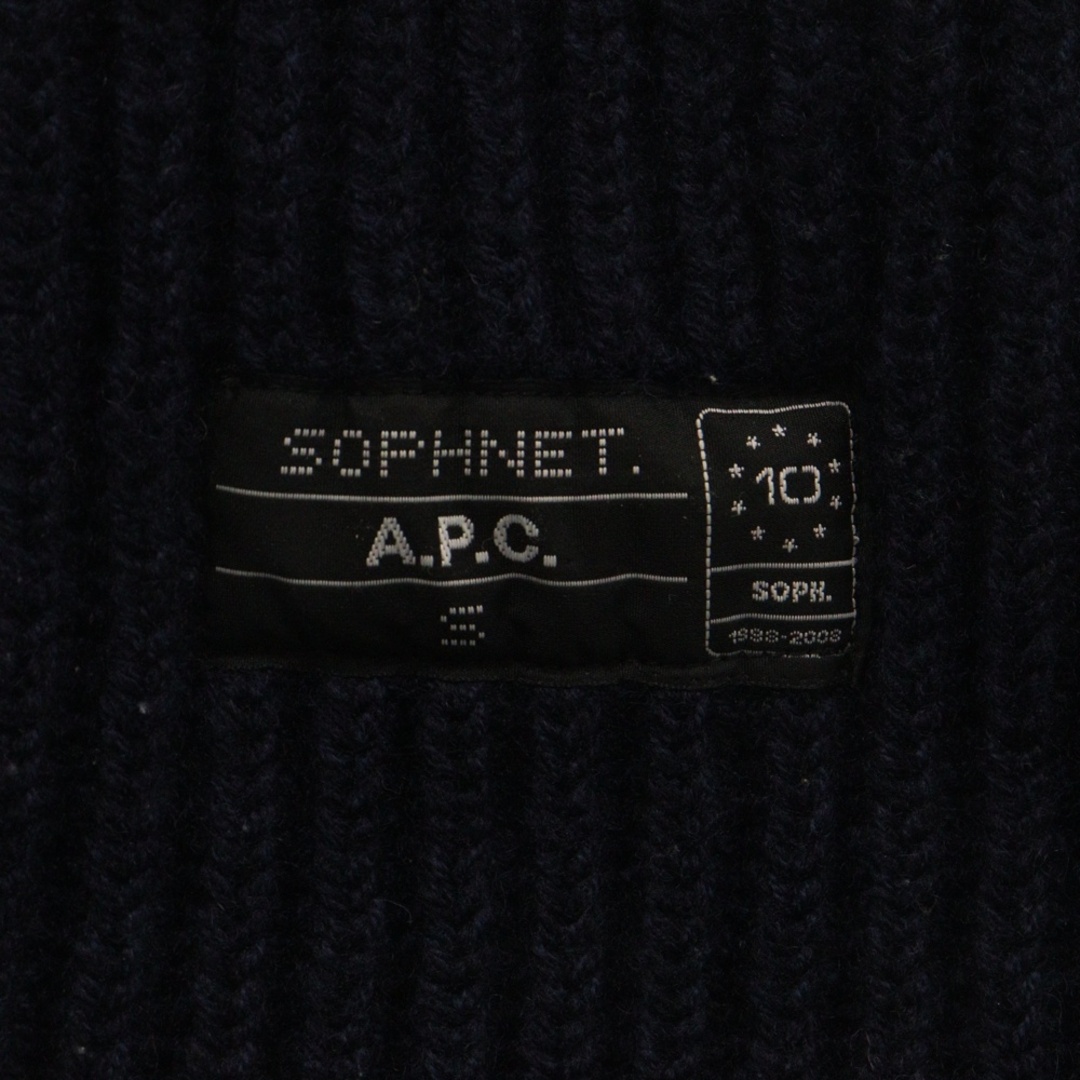 SOPHNET.
A.P.C.
S
10
SOPH.
1998-2008